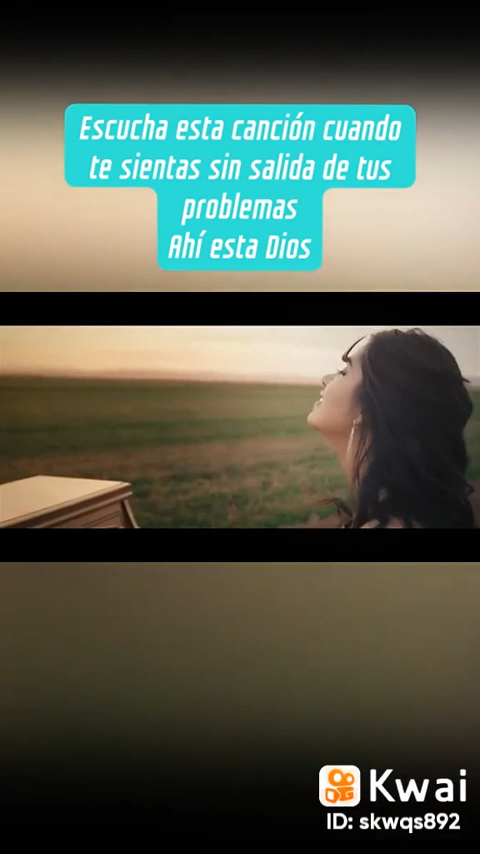 Escucha esta canción cuando
te sientas sin salida de tus
problemas
Ahí esta Dios
Kwai
ID: skwqs892